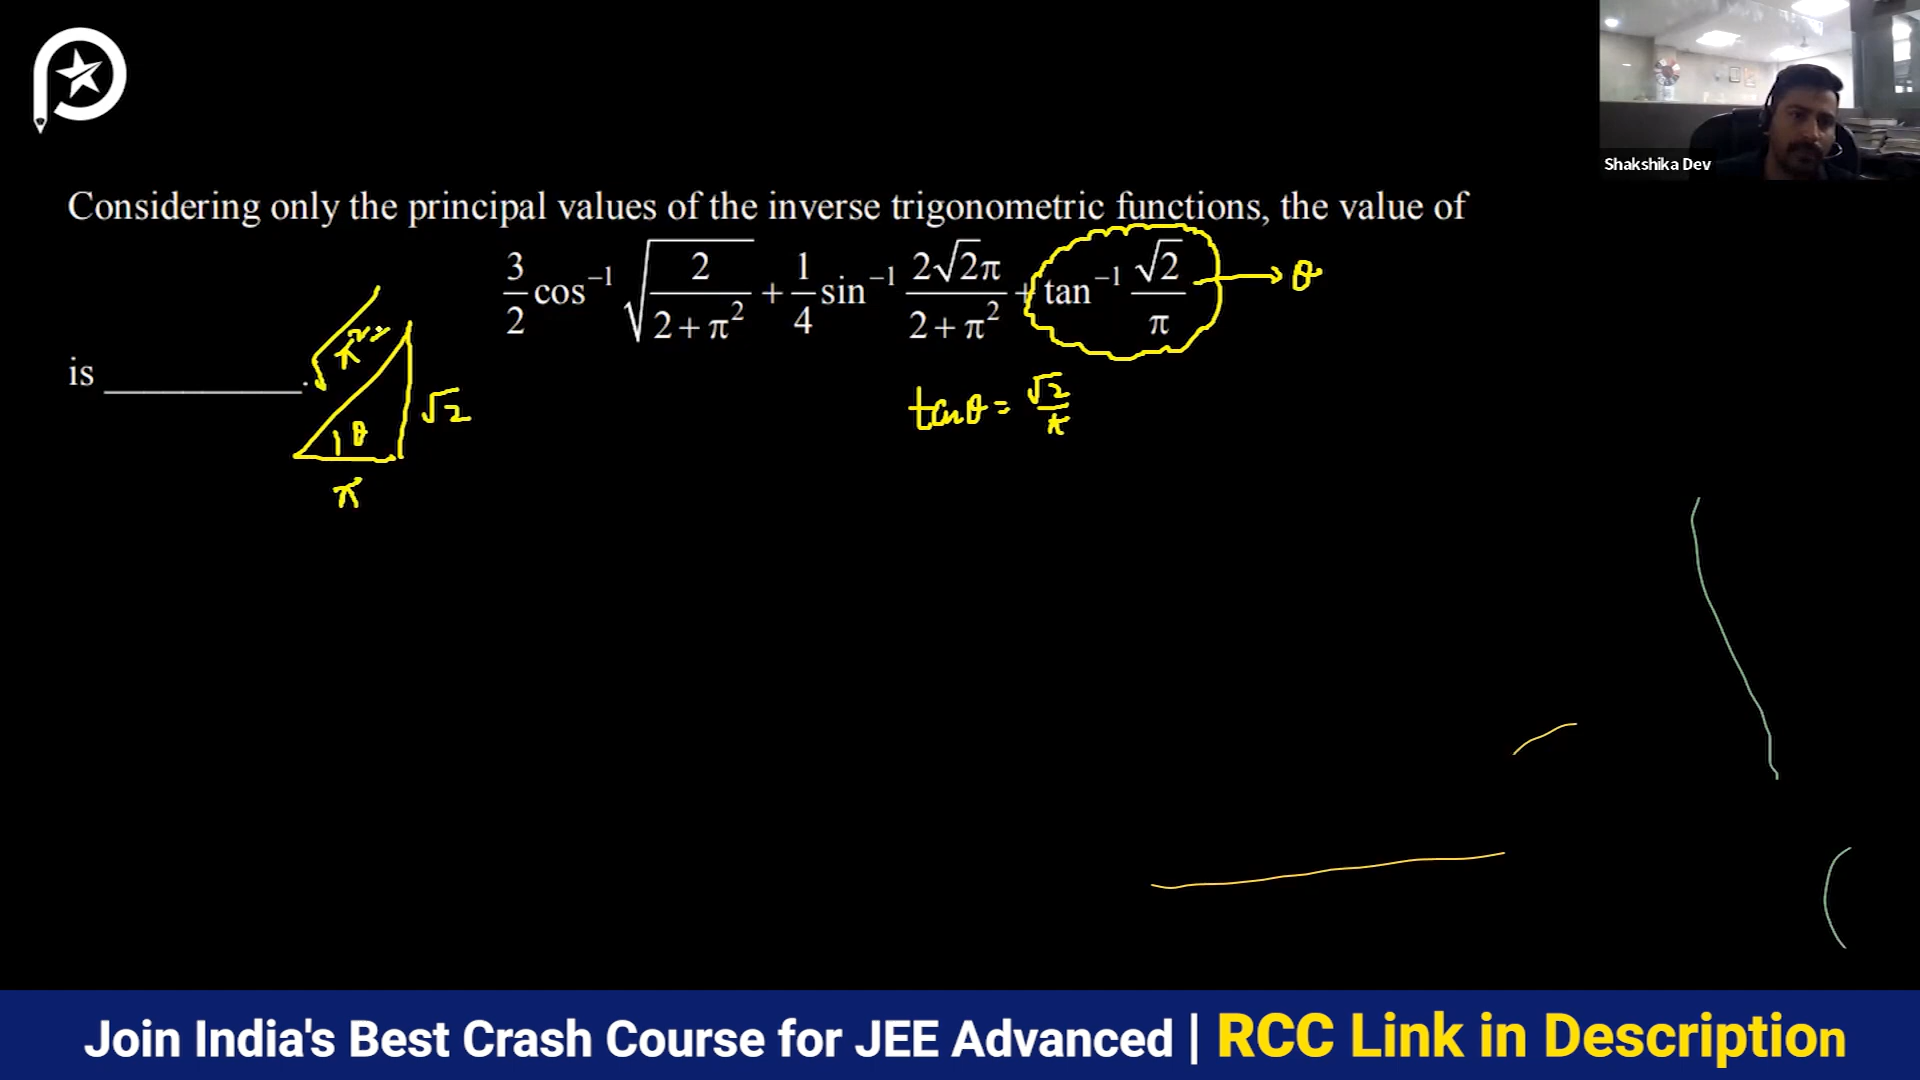 Shakshika Dev
Considering only the principal values of the inverse trigonometric functions, the value of
3/2 cos⁻¹ √(2/(2+π²)) + 1/4 sin⁻¹ (2√2π)/(2+π²) + tan⁻¹ √2/π → θ
is __________.
tanθ = √2/π
θ
√2
π
Join India's Best Crash Course for JEE Advanced | RCC Link in Description